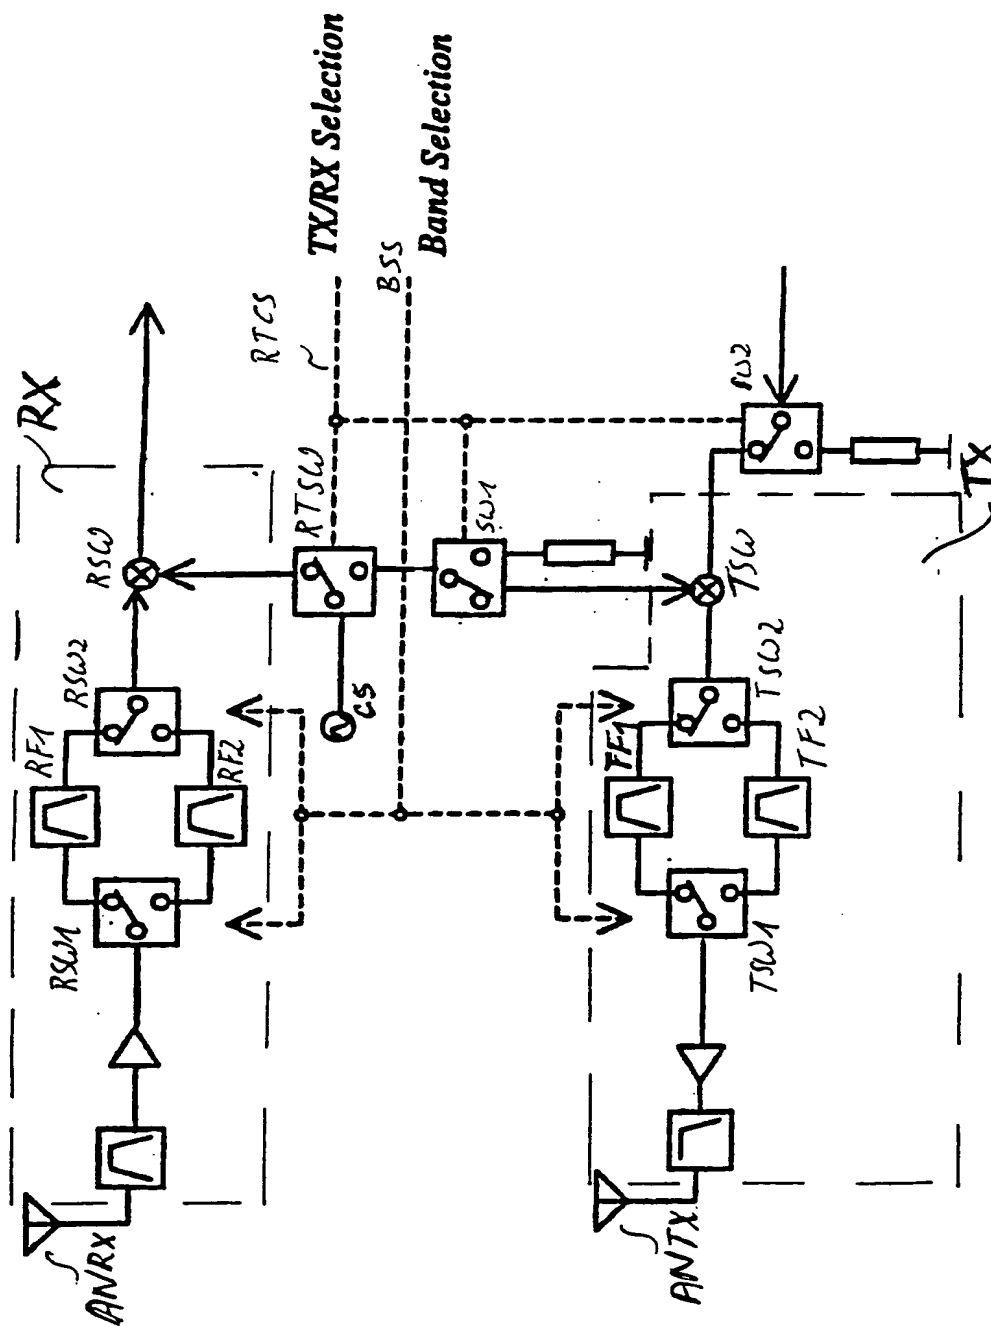 RX
ANRX
RSW1
RF1
RF2
RSW2
RSW
RTSW
CS
RTCS
TX/RX Selection
BSS
Band Selection
SW1
SW2
ANTX
TSW1
TF1
TF2
TSW2
TSW
TX